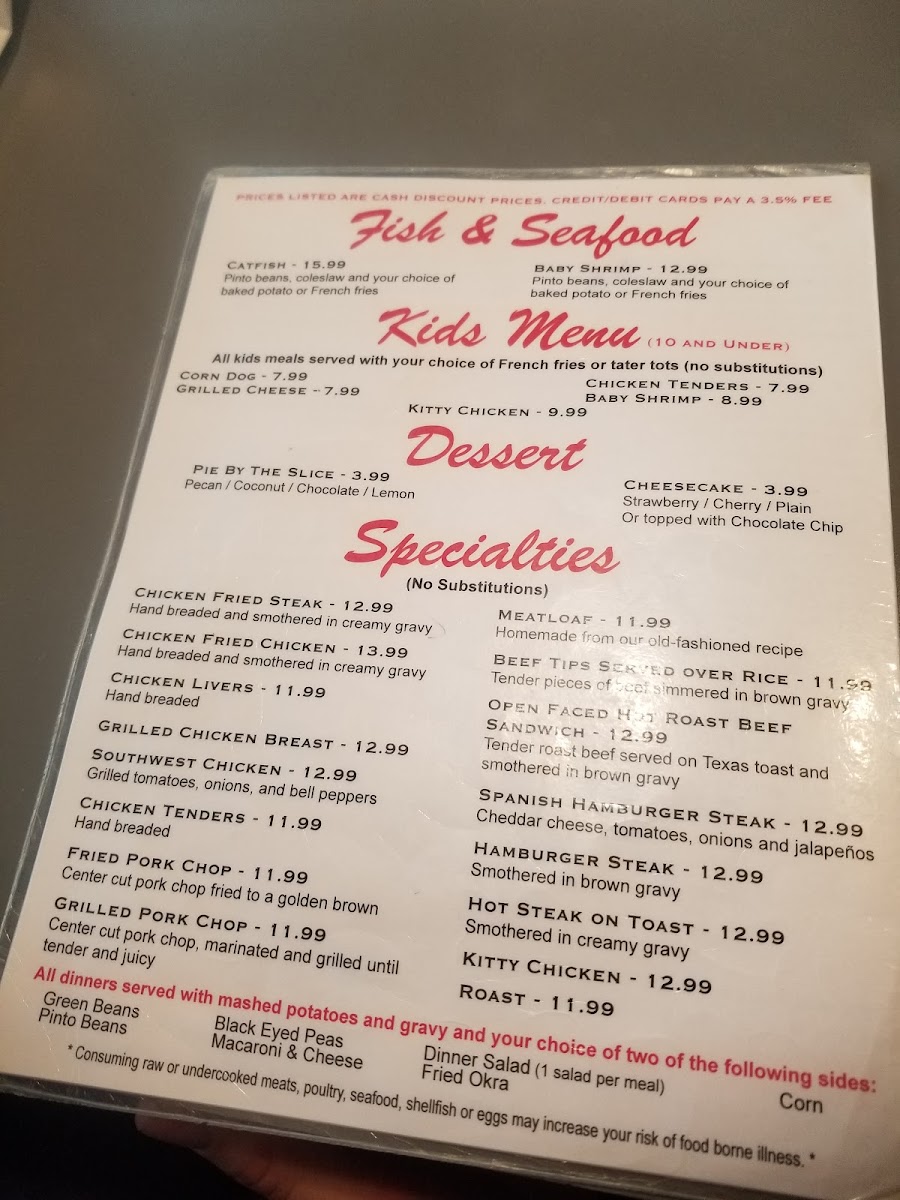 PRICES LISTED ARE CASH DISCOUNT PRICES. CREDIT/DEBIT CARDS PAY A 3.5% FEE
Fish & Seafood
CATFISH - 15.99
Pinto beans, coleslaw and your choice of
baked potato or French fries
BABY SHRIMP - 12.99
Pinto beans, coleslaw and your choice of
baked potato or French fries
Kids Menu (10 AND UNDER)
All kids meals served with your choice of French fries or tater tots (no substitutions)
CORN DOG - 7.99
GRILLED CHEESE - 7.99
CHICKEN TENDERS - 7.99
BABY SHRIMP - 8.99
KITTY CHICKEN - 9.99
Dessert
PIE BY THE SLICE - 3.99
Pecan / Coconut / Chocolate / Lemon
CHEESECAKE - 3.99
Strawberry / Cherry / Plain
Or topped with Chocolate Chip
Specialties
(No Substitutions)
CHICKEN FRIED STEAK - 12.99
Hand breaded and smothered in creamy gravy
CHICKEN FRIED CHICKEN - 13.99
Hand breaded and smothered in creamy gravy
CHICKEN LIVERS - 11.99
Hand breaded
GRILLED CHICKEN BREAST - 12.99
SOUTHWEST CHICKEN - 12.99
Grilled tomatoes, onions, and bell peppers
CHICKEN TENDERS - 11.99
Hand breaded
FRIED PORK CHOP - 11.99
Center cut pork chop fried to a golden brown
GRILLED PORK CHOP - 11.99
Center cut pork chop, marinated and grilled until
tender and juicy
MEATLOAF - 11.99
Homemade from our old-fashioned recipe
BEEF TIPS SERVED OVER RICE - 11.99
Tender pieces of beef simmered in brown gravy
OPEN FACED HOT ROAST BEEF
SANDWICH - 12.99
Tender roast beef served on Texas toast and
smothered in brown gravy
SPANISH HAMBURGER STEAK - 12.99
Cheddar cheese, tomatoes, onions and jalapeños
HAMBURGER STEAK - 12.99
Smothered in brown gravy
HOT STEAK ON TOAST - 12.99
Smothered in creamy gravy
KITTY CHICKEN - 12.99
ROAST - 11.99
All dinners served with mashed potatoes and gravy and your choice of two of the following sides:
Green Beans
Pinto Beans
Black Eyed Peas
Macaroni & Cheese
Dinner Salad (1 salad per meal)
Fried Okra
Corn
* Consuming raw or undercooked meats, poultry, seafood, shellfish or eggs may increase your risk of food borne illness. *